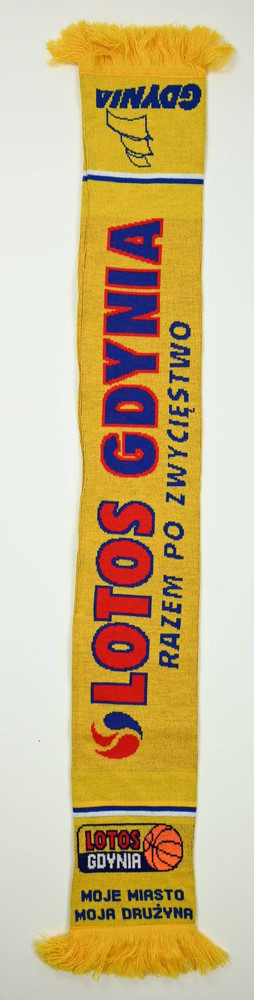 GDYNIA
LOTOS GDYNIA
RAZEM PO ZWYCIĘSTWO
LOTOS
GDYNIA
MOJE MIASTO
MOJA DRUŻYNA